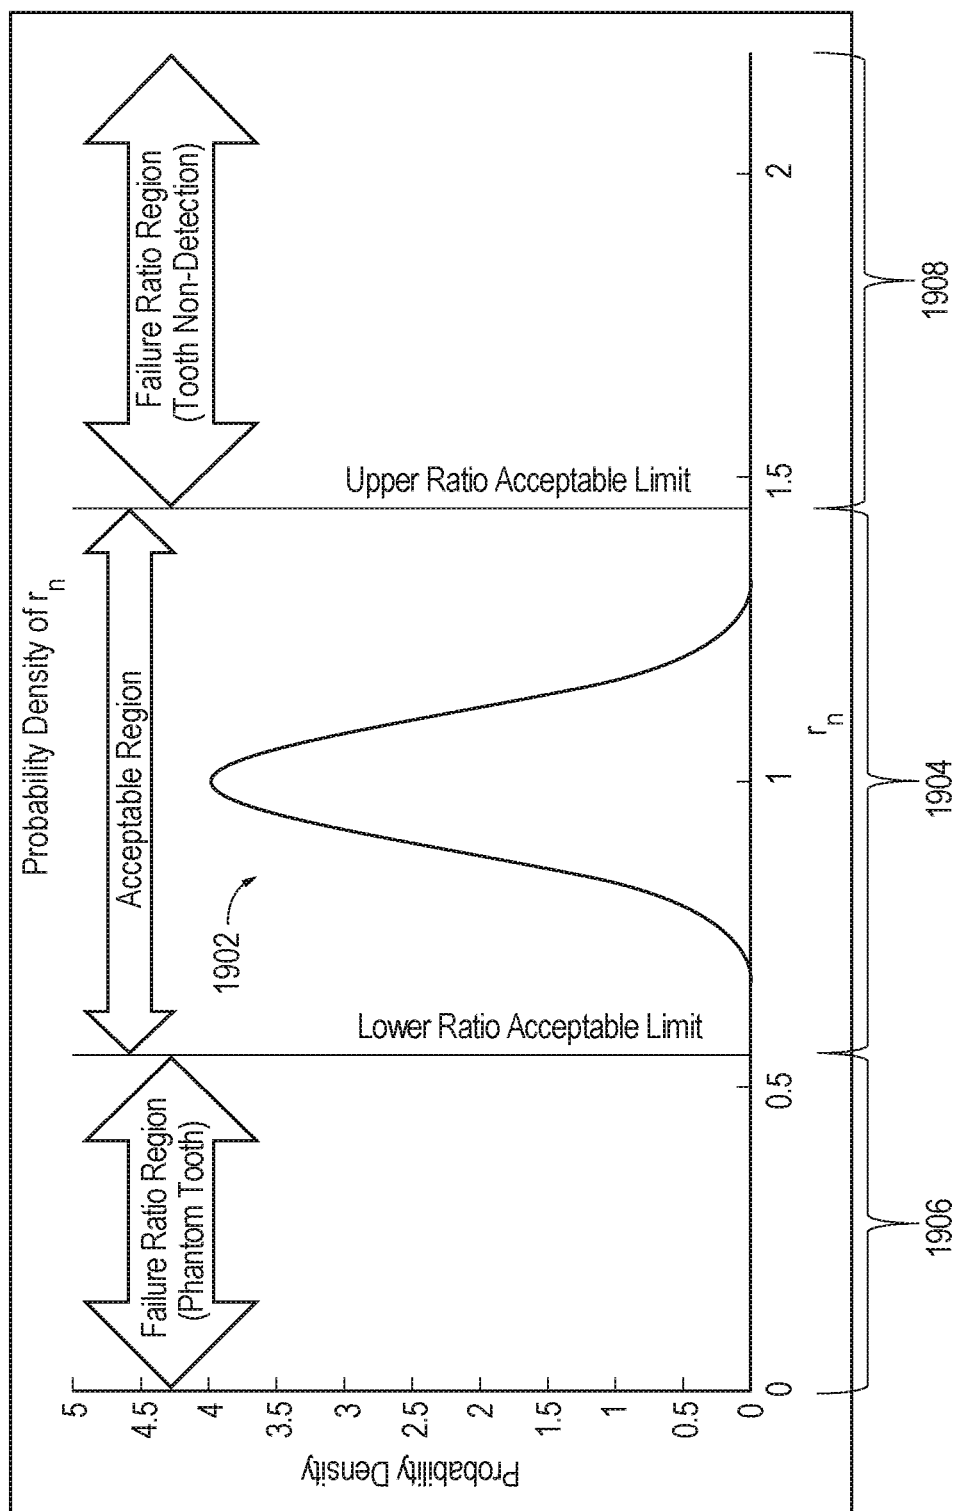 Probability Density of rn
Failure Ratio Region
(Phantom Tooth)
Acceptable Region
Failure Ratio Region
(Tooth Non-Detection)
1902
Lower Ratio Acceptable Limit
Upper Ratio Acceptable Limit
Probability Density
5
4.5
4
3.5
3
2.5
2
1.5
1
0.5
0
0
0.5
1
1.5
2
rn
1906
1904
1908